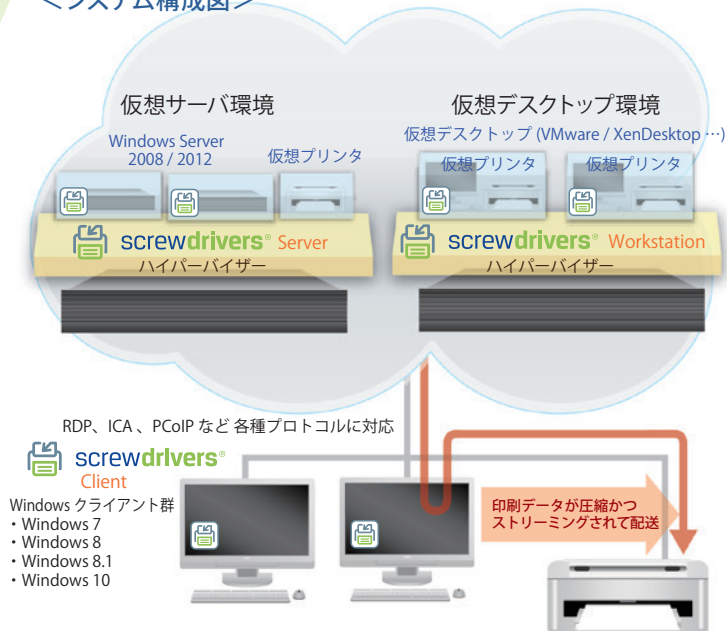 ＜システム構成図＞
仮想サーバ環境
Windows Server
2008 / 2012
仮想プリンタ
screwdrivers® Server
ハイパーバイザー
仮想デスクトップ環境
仮想デスクトップ (VMware / XenDesktop …)
仮想プリンタ
仮想プリンタ
screwdrivers® Workstation
ハイパーバイザー
RDP、ICA 、PCoIP など 各種プロトコルに対応
screwdrivers®
Client
Windows クライアント群
・Windows 7
・Windows 8
・Windows 8.1
・Windows 10
印刷データが圧縮かつ
ストリーミングされて配送